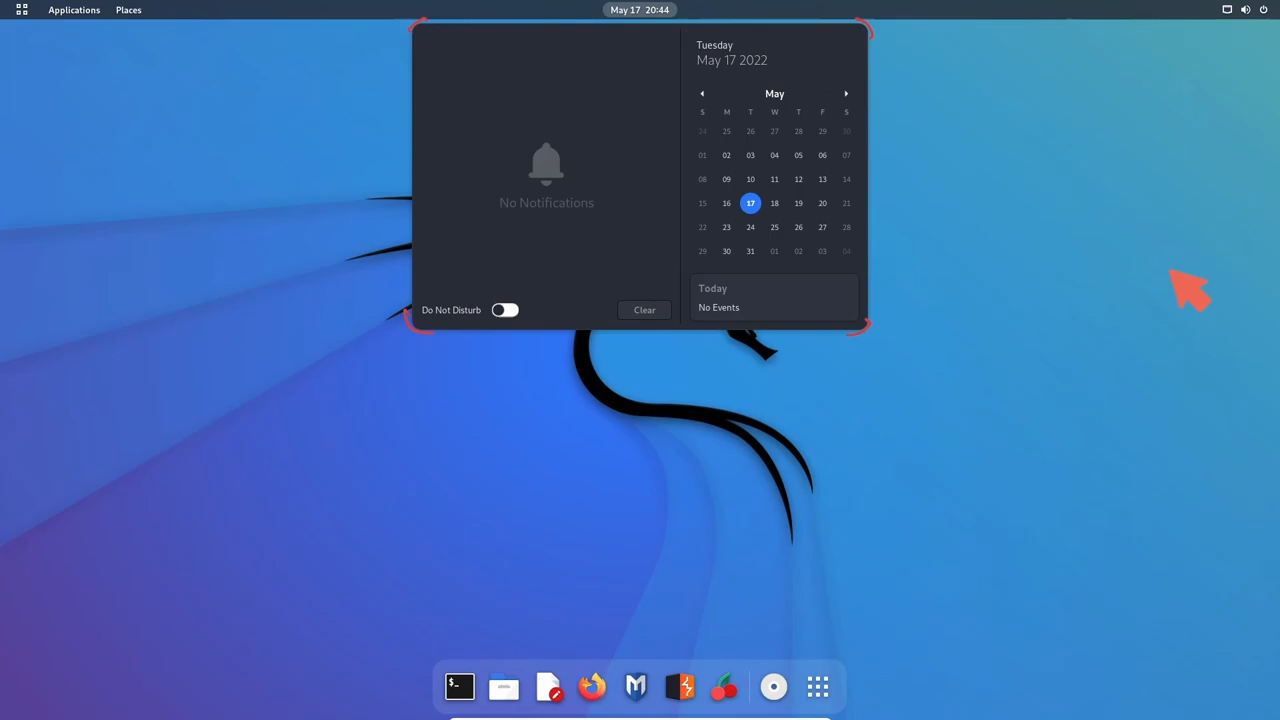 Applications Places May 17 20:44
Tuesday
May 17 2022
May
S M T W T F S
24 25 26 27 28 29 30
01 02 03 04 05 06 07
08 09 10 11 12 13 14
15 16 17 18 19 20 21
22 23 24 25 26 27 28
29 30 31 01 02 03 04
No Notifications
Today
No Events
Do Not Disturb Clear
$_